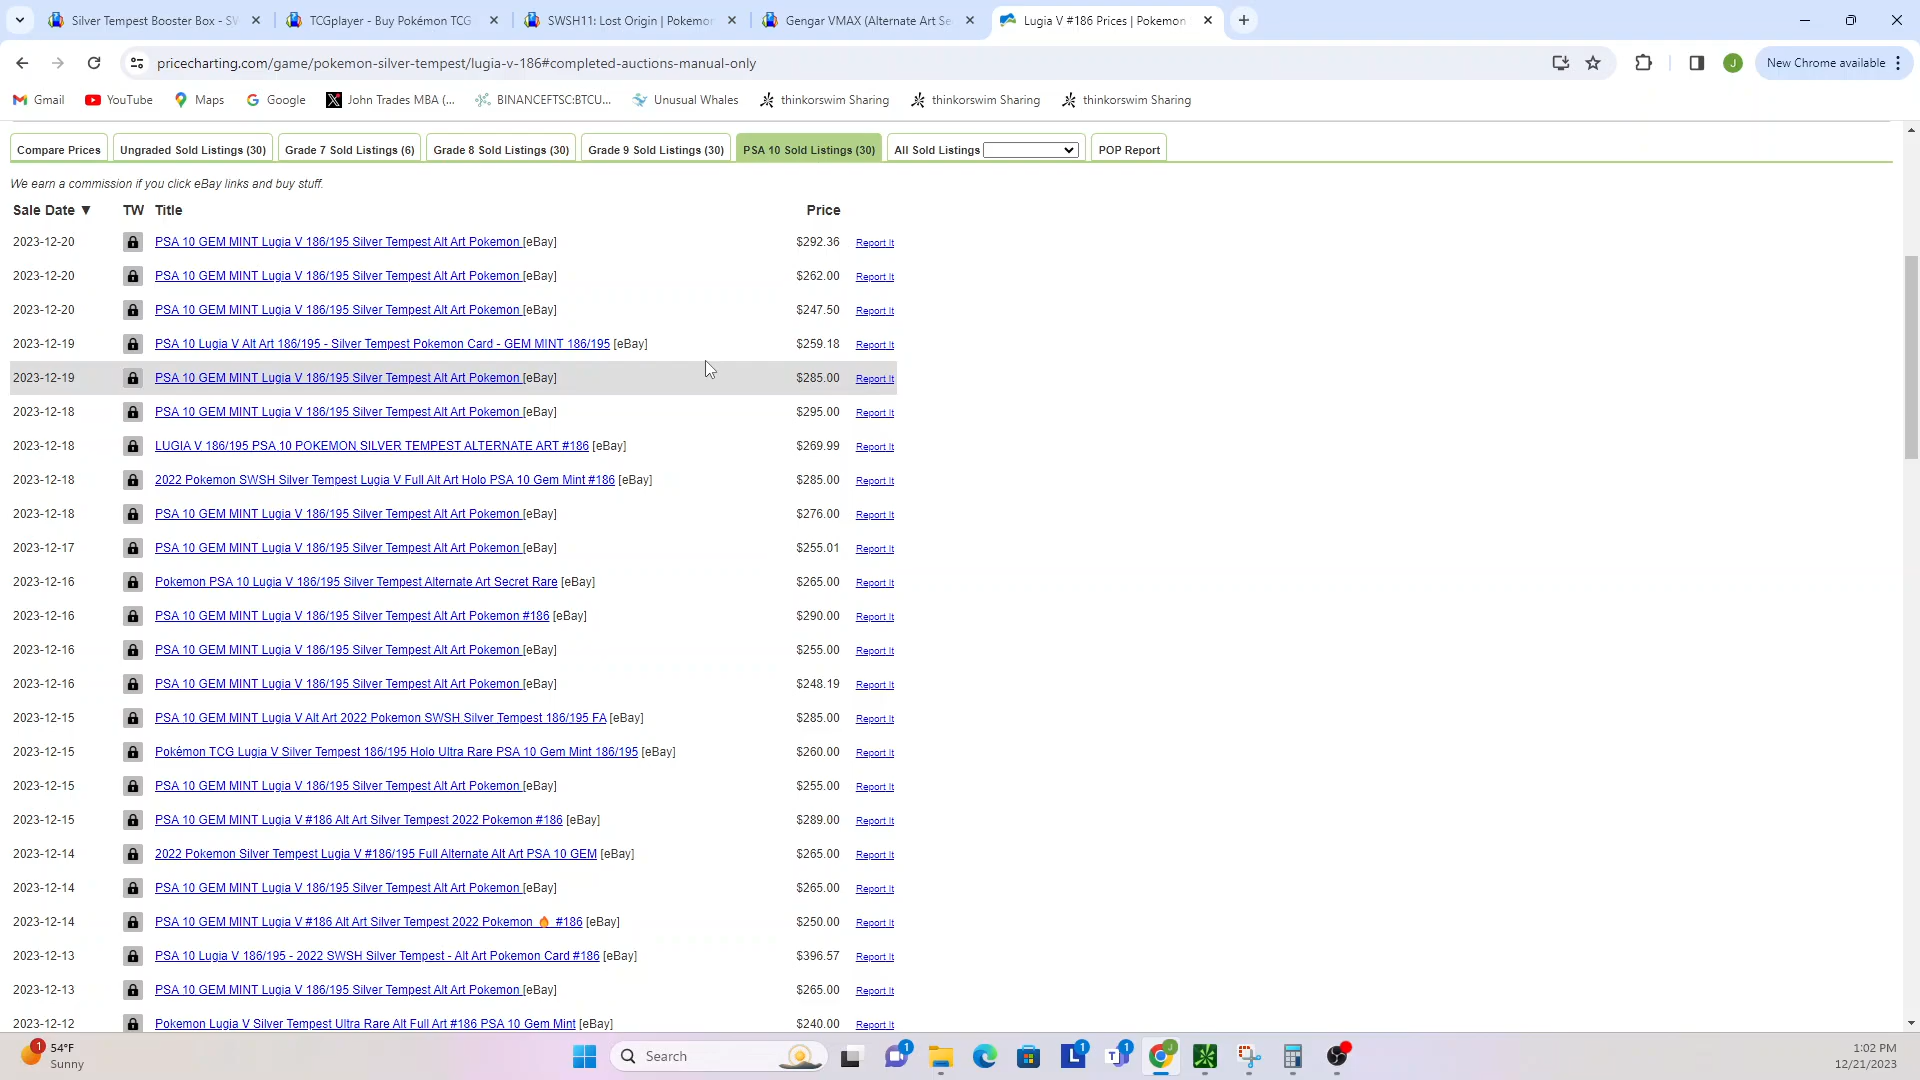 Silver Tempest Booster Box - SW
TCGplayer - Buy Pokémon TCG
SWSH11: Lost Origin | Pokemon
Gengar VMAX (Alternate Art Se
Lugia V #186 Prices | Pokemon
pricecharting.com/game/pokemon-silver-tempest/lugia-v-186#completed-auctions-manual-only
J
New Chrome available
Gmail
YouTube
Maps
Google
John Trades MBA (...
BINANCEFTSC:BTCU...
Unusual Whales
thinkorswim Sharing
thinkorswim Sharing
thinkorswim Sharing
Compare Prices
Ungraded Sold Listings (30)
Grade 7 Sold Listings (6)
Grade 8 Sold Listings (30)
Grade 9 Sold Listings (30)
PSA 10 Sold Listings (30)
All Sold Listings
POP Report
We earn a commission if you click eBay links and buy stuff.
Sale Date ▼ TW Title Price
2023-12-20 PSA 10 GEM MINT Lugia V 186/195 Silver Tempest Alt Art Pokemon [eBay] $292.36 Report It
2023-12-20 PSA 10 GEM MINT Lugia V 186/195 Silver Tempest Alt Art Pokemon [eBay] $262.00 Report It
2023-12-20 PSA 10 GEM MINT Lugia V 186/195 Silver Tempest Alt Art Pokemon [eBay] $247.50 Report It
2023-12-19 PSA 10 Lugia V Alt Art 186/195 - Silver Tempest Pokemon Card - GEM MINT 186/195 [eBay] $259.18 Report It
2023-12-19 PSA 10 GEM MINT Lugia V 186/195 Silver Tempest Alt Art Pokemon [eBay] $285.00 Report It
2023-12-18 PSA 10 GEM MINT Lugia V 186/195 Silver Tempest Alt Art Pokemon [eBay] $295.00 Report It
2023-12-18 LUGIA V 186/195 PSA 10 POKEMON SILVER TEMPEST ALTERNATE ART #186 [eBay] $269.99 Report It
2023-12-18 2022 Pokemon SWSH Silver Tempest Lugia V Full Alt Art Holo PSA 10 Gem Mint #186 [eBay] $285.00 Report It
2023-12-18 PSA 10 GEM MINT Lugia V 186/195 Silver Tempest Alt Art Pokemon [eBay] $276.00 Report It
2023-12-17 PSA 10 GEM MINT Lugia V 186/195 Silver Tempest Alt Art Pokemon [eBay] $255.01 Report It
2023-12-16 Pokemon PSA 10 Lugia V 186/195 Silver Tempest Alternate Art Secret Rare [eBay] $265.00 Report It
2023-12-16 PSA 10 GEM MINT Lugia V 186/195 Silver Tempest Alt Art Pokemon #186 [eBay] $290.00 Report It
2023-12-16 PSA 10 GEM MINT Lugia V 186/195 Silver Tempest Alt Art Pokemon [eBay] $255.00 Report It
2023-12-16 PSA 10 GEM MINT Lugia V 186/195 Silver Tempest Alt Art Pokemon [eBay] $248.19 Report It
2023-12-15 PSA 10 GEM MINT Lugia V Alt Art 2022 Pokemon SWSH Silver Tempest 186/195 FA [eBay] $285.00 Report It
2023-12-15 Pokémon TCG Lugia V Silver Tempest 186/195 Holo Ultra Rare PSA 10 Gem Mint 186/195 [eBay] $260.00 Report It
2023-12-15 PSA 10 GEM MINT Lugia V 186/195 Silver Tempest Alt Art Pokemon [eBay] $255.00 Report It
2023-12-15 PSA 10 GEM MINT Lugia V #186 Alt Art Silver Tempest 2022 Pokemon #186 [eBay] $289.00 Report It
2023-12-14 2022 Pokemon Silver Tempest Lugia V #186/195 Full Alternate Alt Art PSA 10 GEM [eBay] $265.00 Report It
2023-12-14 PSA 10 GEM MINT Lugia V 186/195 Silver Tempest Alt Art Pokemon [eBay] $265.00 Report It
2023-12-14 PSA 10 GEM MINT Lugia V #186 Alt Art Silver Tempest 2022 Pokemon 🔥 #186 [eBay] $250.00 Report It
2023-12-13 PSA 10 Lugia V 186/195 - 2022 SWSH Silver Tempest - Alt Art Pokemon Card #186 [eBay] $396.57 Report It
2023-12-13 PSA 10 GEM MINT Lugia V 186/195 Silver Tempest Alt Art Pokemon [eBay] $265.00 Report It
2023-12-12 Pokemon Lugia V Silver Tempest Ultra Rare Alt Full Art #186 PSA 10 Gem Mint [eBay] $240.00 Report It
1
54°F
Sunny
Search
1
L 1
T 1
J
1:02 PM
12/21/2023